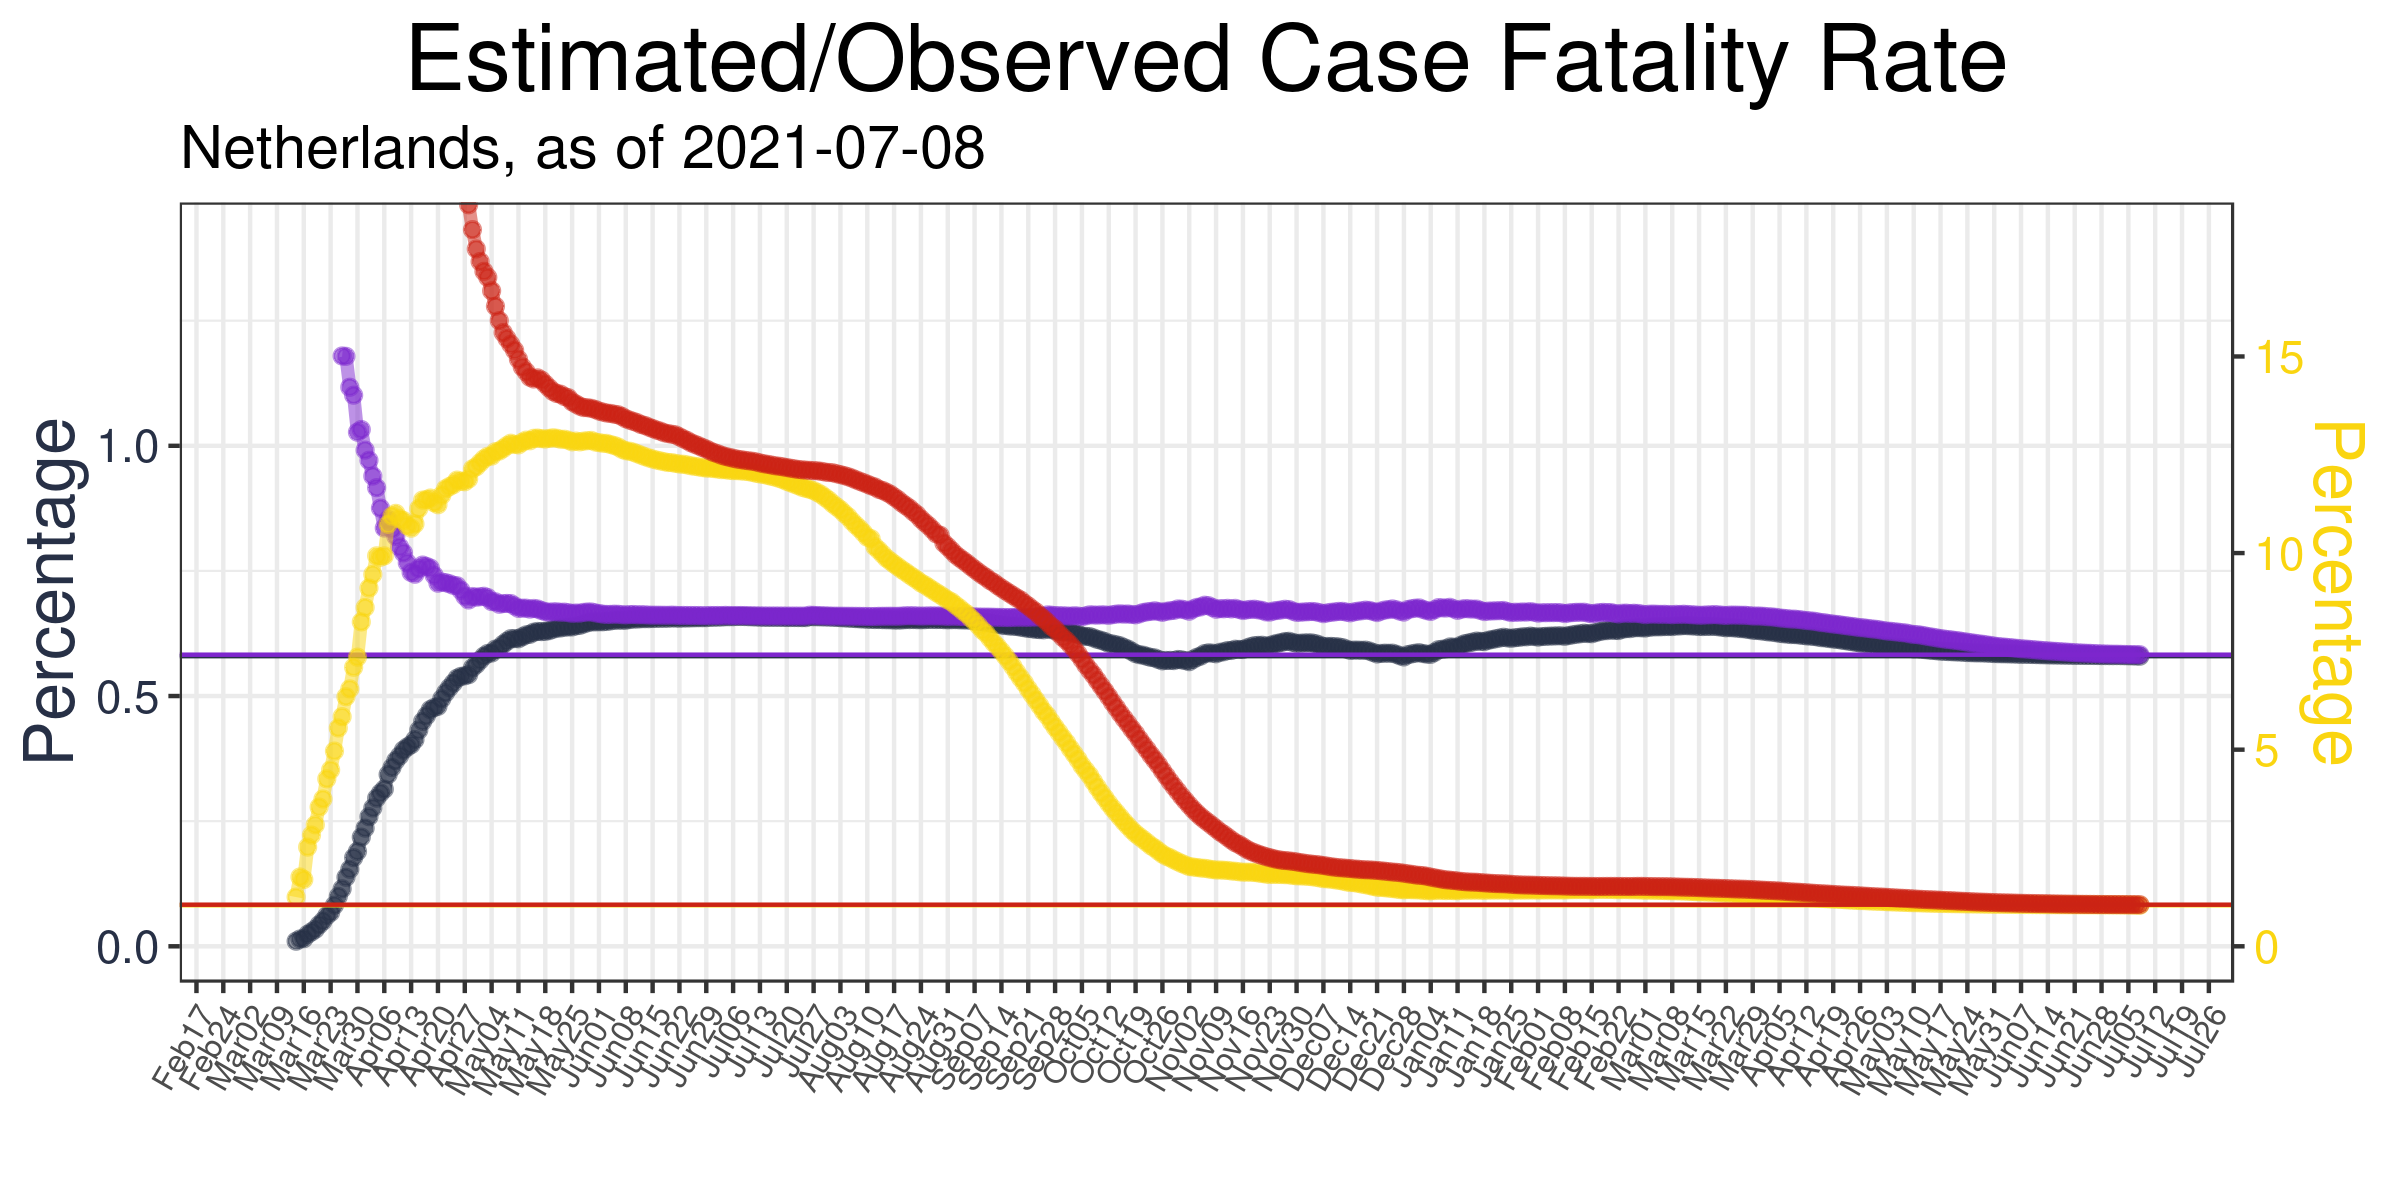 Estimated/Observed Case Fatality Rate
Netherlands, as of 2021-07-08
Percentage
1.0
0.5
0.0
15
10
5
0
Percentage
Feb17
Feb24
Mar02
Mar09
Mar16
Mar23
Mar30
Apr06
Apr13
Apr20
Apr27
May04
May11
May18
May25
Jun01
Jun08
Jun15
Jun22
Jun29
Jul06
Jul13
Jul20
Jul27
Aug03
Aug10
Aug17
Aug24
Aug31
Sep07
Sep14
Sep21
Sep28
Oct05
Oct12
Oct19
Oct26
Nov02
Nov09
Nov16
Nov23
Nov30
Dec07
Dec14
Dec21
Dec28
Jan04
Jan11
Jan18
Jan25
Feb01
Feb08
Feb15
Feb22
Mar01
Mar08
Mar15
Mar22
Mar29
Apr05
Apr12
Apr19
Apr26
May03
May10
May17
May24
May31
Jun07
Jun14
Jun21
Jun28
Jul05
Jul12
Jul19
Jul26